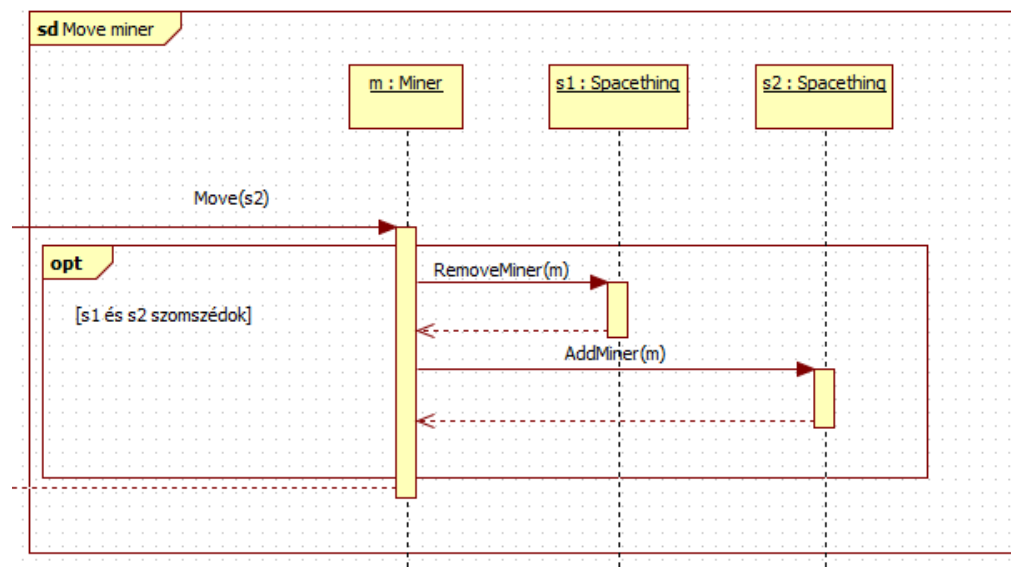 sd Move miner
m : Miner
s1 : Spacething
s2 : Spacething
Move(s2)
opt
RemoveMiner(m)
[s1 és s2 szomszédok]
AddMiner(m)